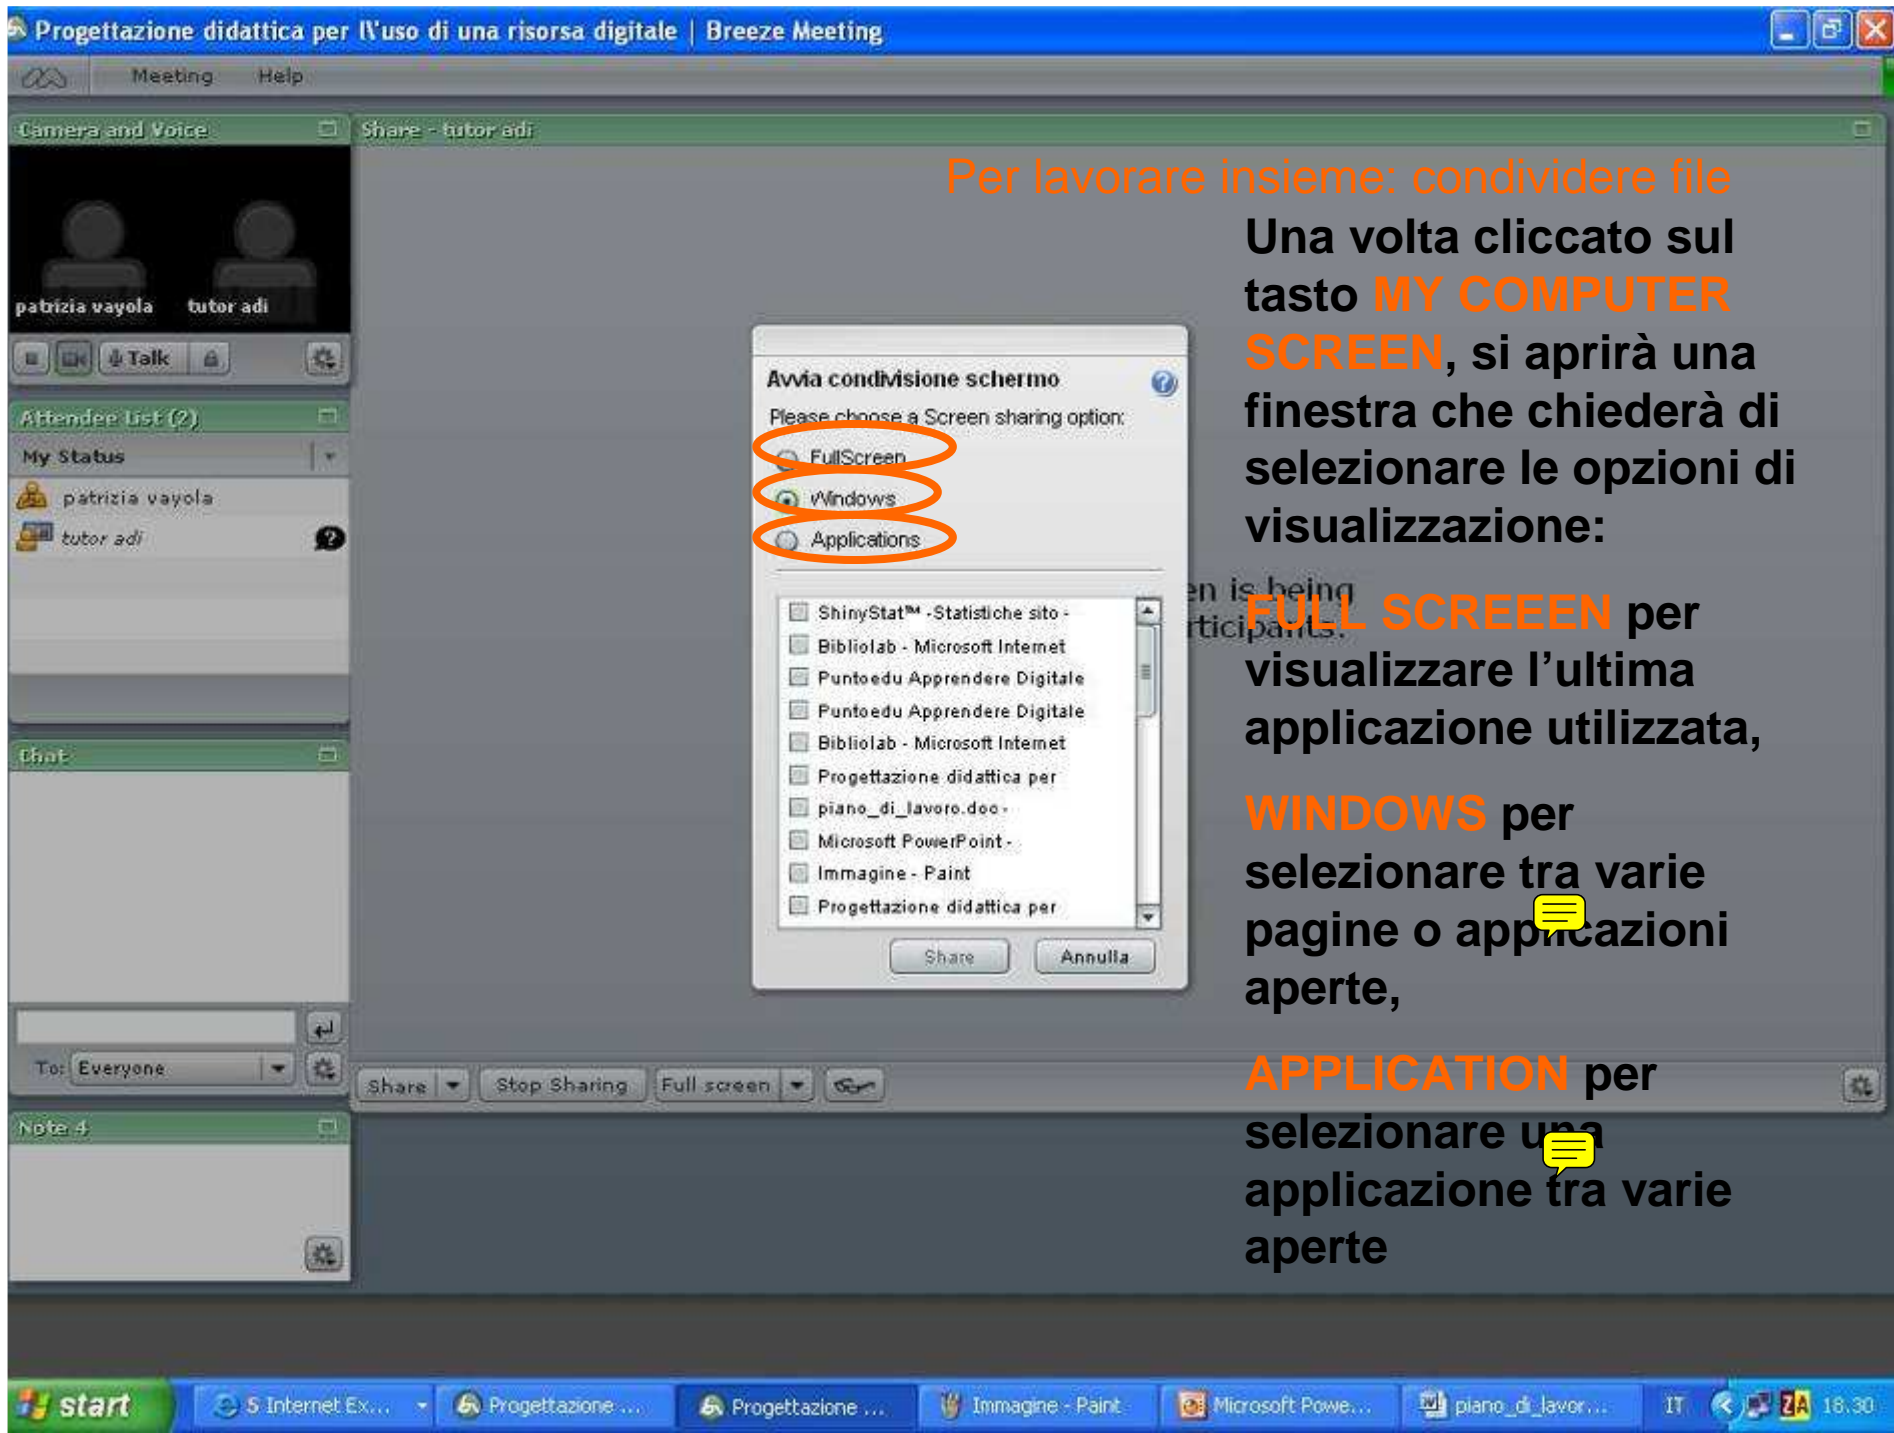 Progettazione didattica per l\'uso di una risorsa digitale | Breeze Meeting
Meeting Help
Camera and Voice
Share - tutor adi
patrizia vayola tutor adi
Talk
Attendee List (2)
My Status
patrizia vayola
tutor adi
Chat
To: Everyone
Note 4
Per lavorare insieme: condividere file
Una volta cliccato sul
tasto MY COMPUTER
SCREEN, si aprirà una
finestra che chiederà di
selezionare le opzioni di
visualizzazione:
FULL SCREEEN per
visualizzare l’ultima
applicazione utilizzata,
WINDOWS per
selezionare tra varie
pagine o applicazioni
aperte,
APPLICATION per
selezionare una
applicazione tra varie
aperte
Avvia condivisione schermo
Please choose a Screen sharing option:
FullScreen
Windows
Applications
en is being
rticipants.
ShinyStat™ -Statistiche sito -
Bibliolab - Microsoft Internet
Puntoedu Apprendere Digitale
Puntoedu Apprendere Digitale
Bibliolab - Microsoft Internet
Progettazione didattica per
piano_di_lavoro.doc -
Microsoft PowerPoint -
Immagine - Paint
Progettazione didattica per
Share Annulla
Share Stop Sharing Full screen
start 5 Internet Ex... Progettazione ... Progettazione ... Immagine - Paint Microsoft Powe... piano_di_lavor... IT ZA 18.30